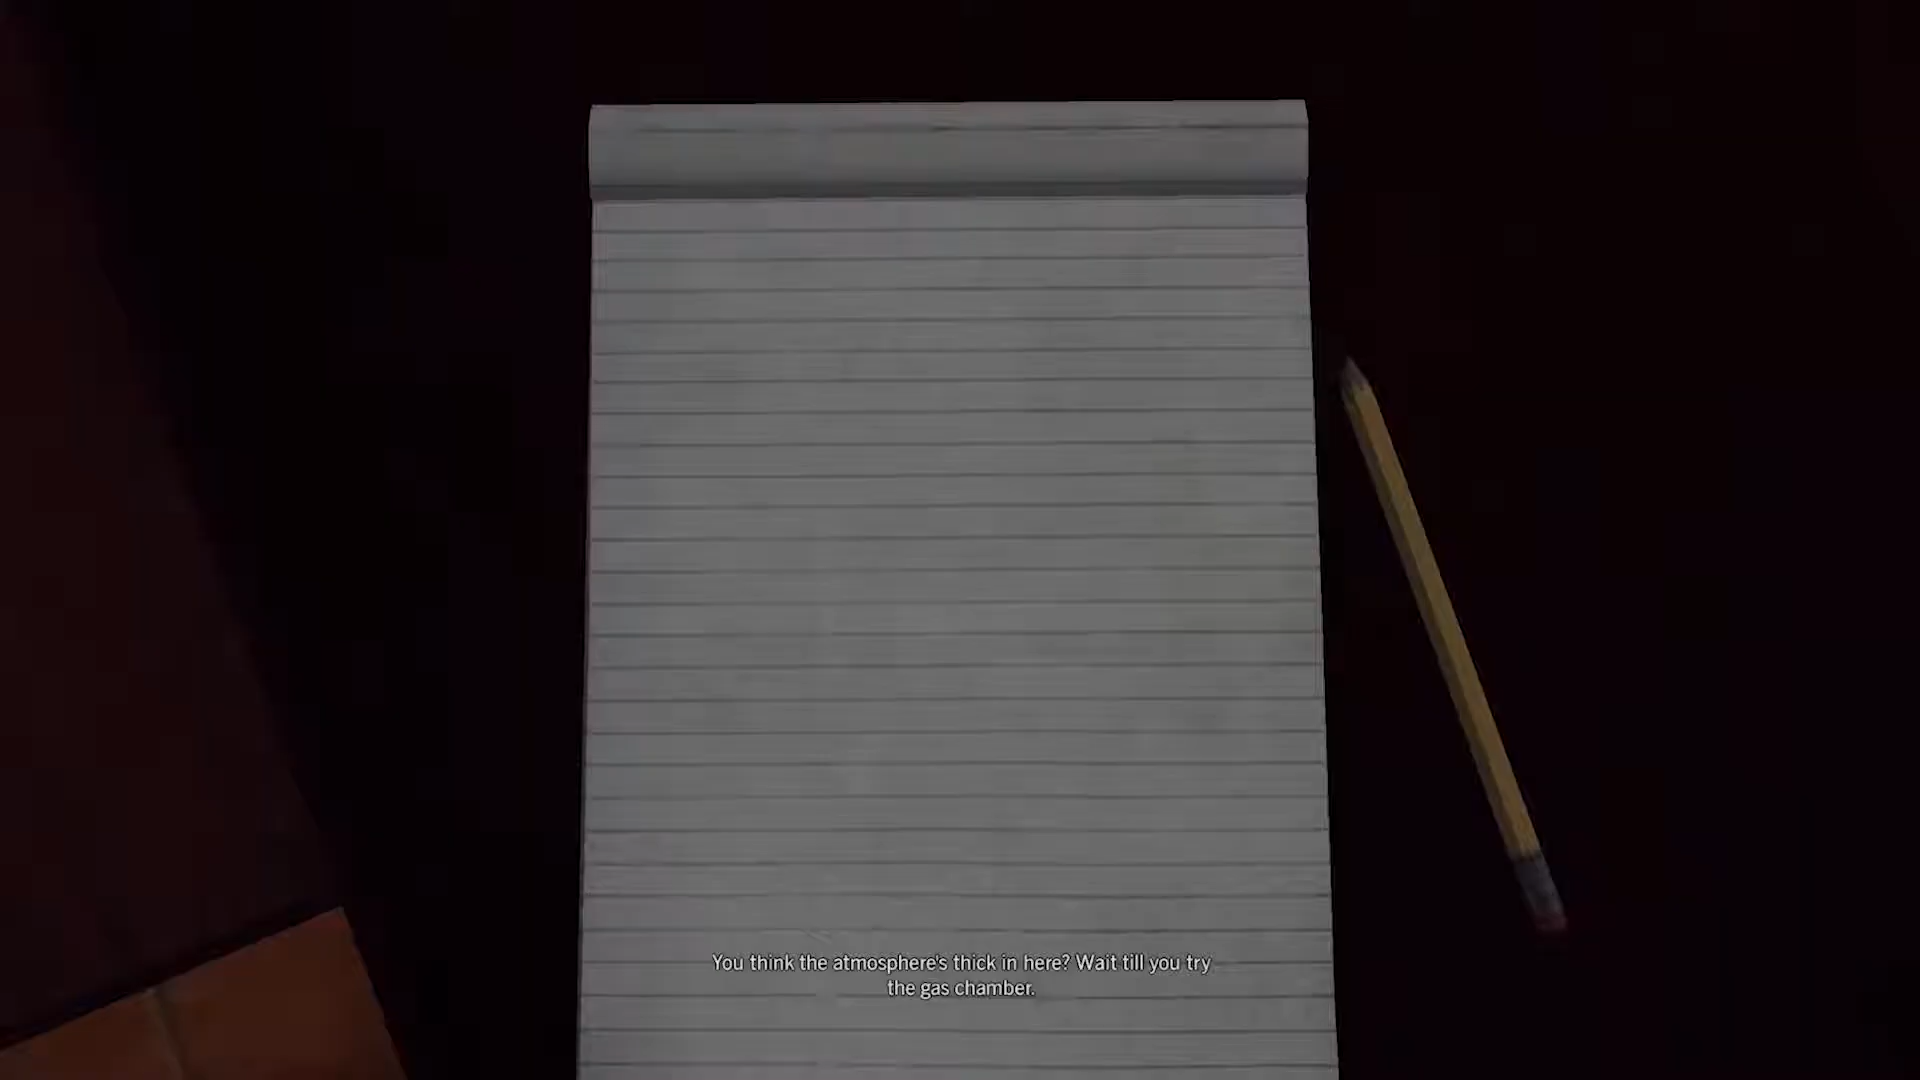 You think the atmosphere's thick in here? Wait till you try
the gas chamber.